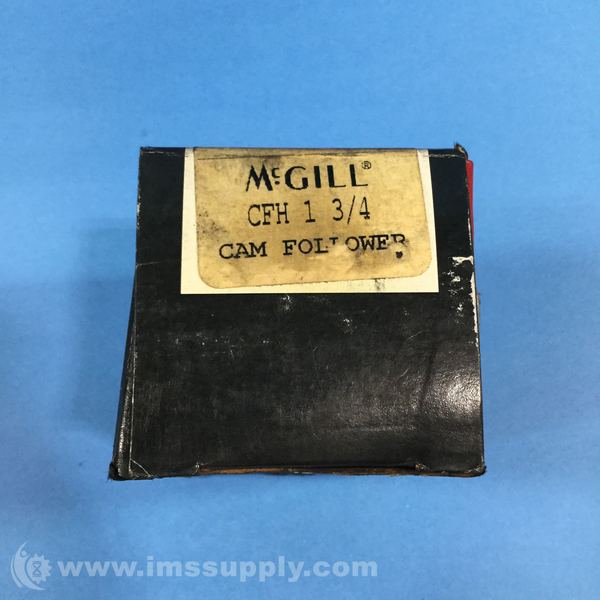 McGILL®
CFH 1 3/4
CAM FOLLOWER
www.imssupply.com